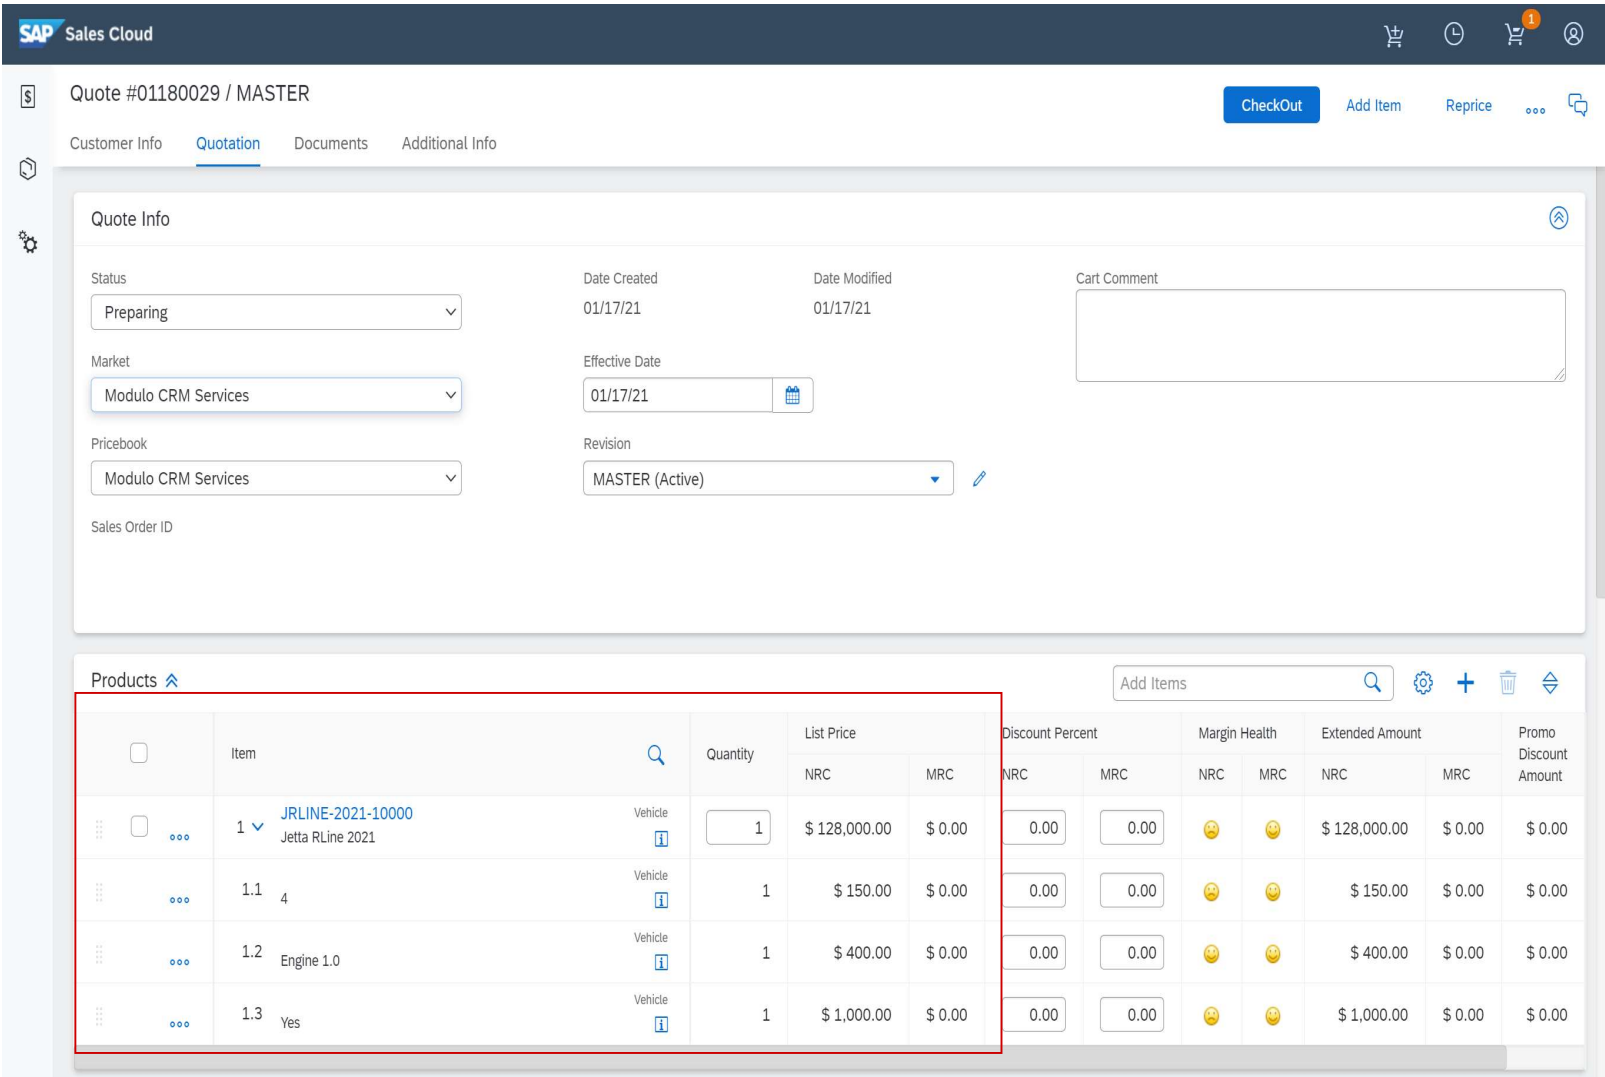 SAP Sales Cloud
1
Quote #01180029 / MASTER
CheckOut Add Item Reprice
Customer Info Quotation Documents Additional Info
Quote Info
Status Date Created Date Modified Cart Comment
Preparing 01/17/21 01/17/21
Market Effective Date
Modulo CRM Services 01/17/21
Pricebook Revision
Modulo CRM Services MASTER (Active)
Sales Order ID
Products Add Items
Item Quantity List Price Discount Percent Margin Health Extended Amount Promo Discount Amount
NRC MRC NRC MRC NRC MRC NRC MRC
1 JRLINE-2021-10000 Vehicle 1 $ 128,000.00 $ 0.00 0.00 0.00 $ 128,000.00 $ 0.00 $ 0.00
Jetta RLine 2021
1.1 4 Vehicle 1 $ 150.00 $ 0.00 0.00 0.00 $ 150.00 $ 0.00 $ 0.00
1.2 Engine 1.0 Vehicle 1 $ 400.00 $ 0.00 0.00 0.00 $ 400.00 $ 0.00 $ 0.00
1.3 Yes Vehicle 1 $ 1,000.00 $ 0.00 0.00 0.00 $ 1,000.00 $ 0.00 $ 0.00